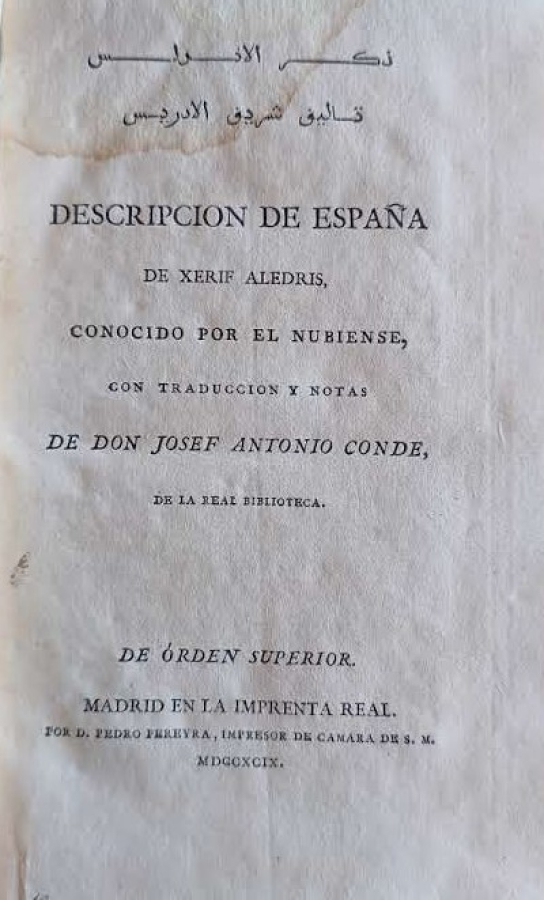 ذكر الاندلس
تاليف شريف الادريس
DESCRIPCION DE ESPAÑA
DE XERIF ALEDRIS,
CONOCIDO POR EL NUBIENSE,
CON TRADUCCION Y NOTAS
DE DON JOSEF ANTONIO CONDE,
DE LA REAL BIBLIOTECA.
DE ÓRDEN SUPERIOR.
MADRID EN LA IMPRENTA REAL.
POR D. PEDRO PEREYRA, IMPRESOR DE CAMARA DE S. M.
MDCCXCIX.